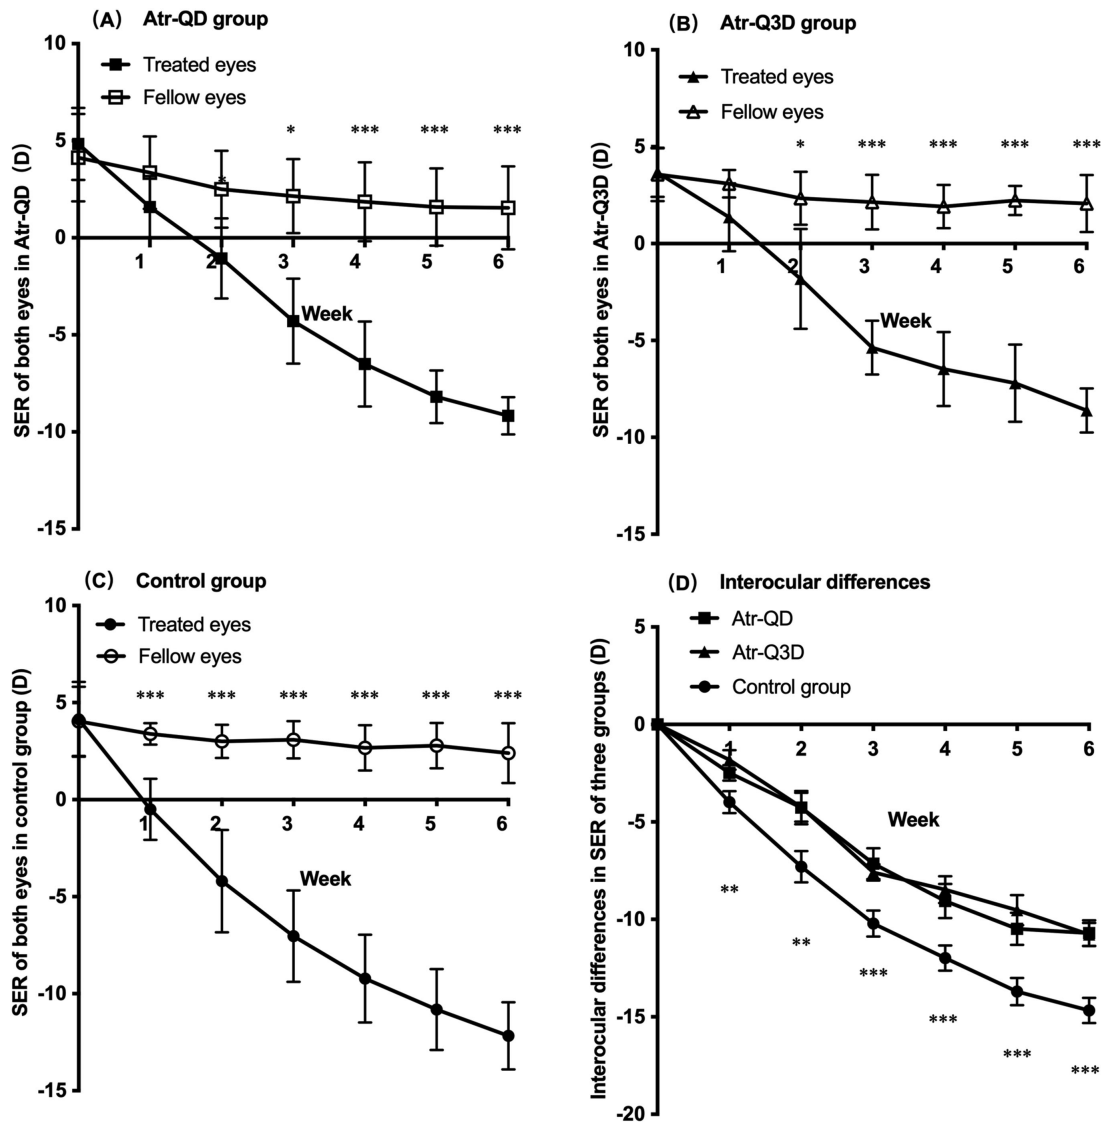 (A) Atr-QD group
Treated eyes
Fellow eyes
SER of both eyes in Atr-QD (D)
10
5
0
-5
-10
-15
* *** *** ***
*
1 2 3 4 5 6
Week
(B) Atr-Q3D group
Treated eyes
Fellow eyes
SER of both eyes in Atr-Q3D (D)
10
5
0
-5
-10
-15
* *** *** *** ***
1 2 3 4 5 6
Week
(C) Control group
Treated eyes
Fellow eyes
SER of both eyes in control group (D)
10
5
0
-5
-10
-15
*** *** *** *** *** ***
1 2 3 4 5 6
Week
(D) Interocular differences
Atr-QD
Atr-Q3D
Control group
Interocular differences in SER of three groups (D)
5
0
-5
-10
-15
-20
1 2 3 4 5 6
Week
**
**
***
***
***
***